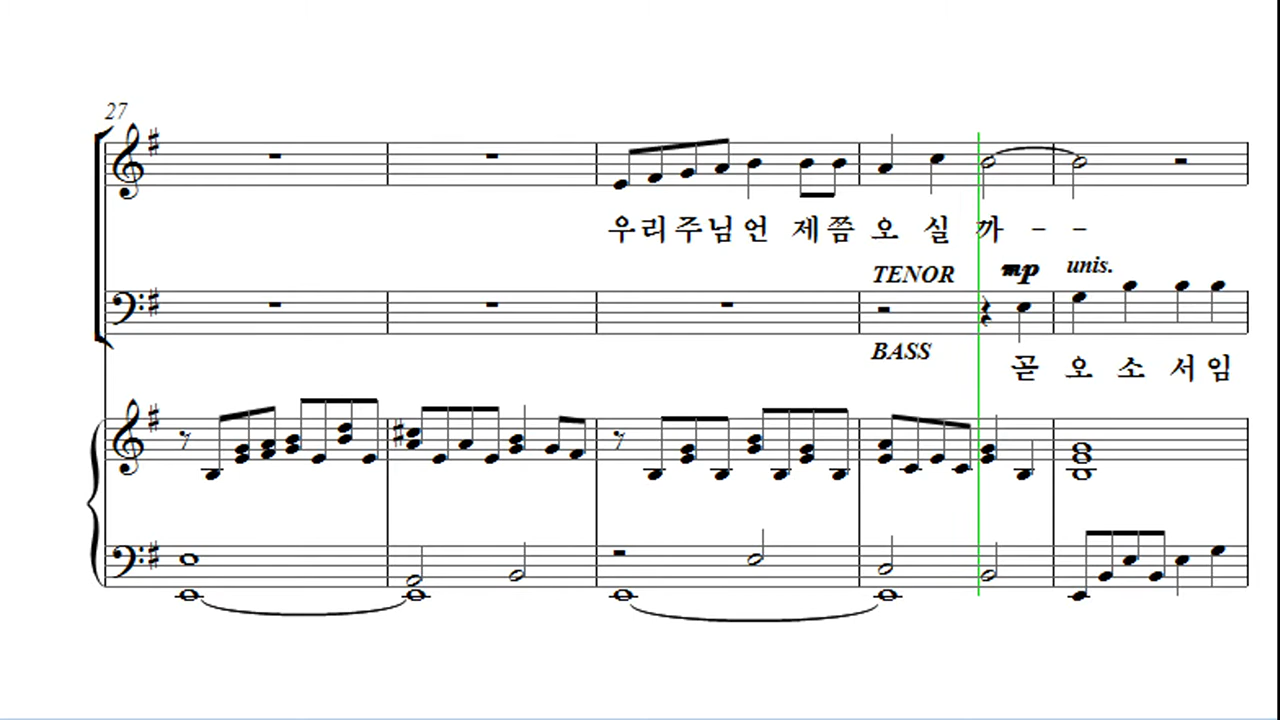 27
우리주님언 제쯤 오 실 까 - -
TENOR mp unis.
BASS
곧 오 소 서임